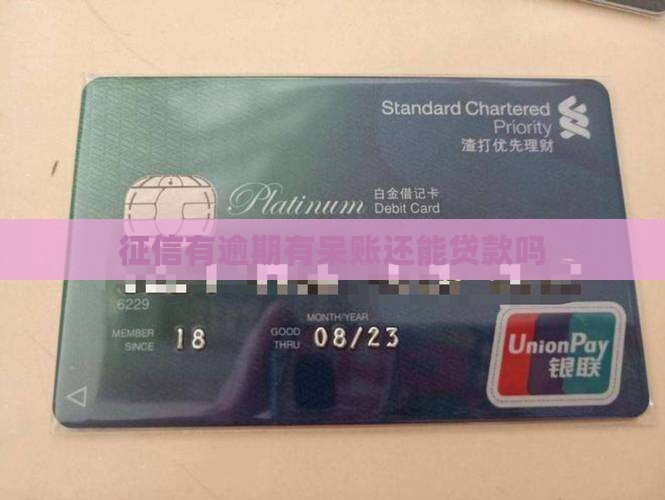 Standard Chartered
Priority
渣打优先理财
Platinum 白金借记卡
Debit Card
征信有逾期有呆账还能贷款吗
6229
MONTH/YEAR
MEMBER SINCE 18 GOOD THRU 08/23
UnionPay
银联